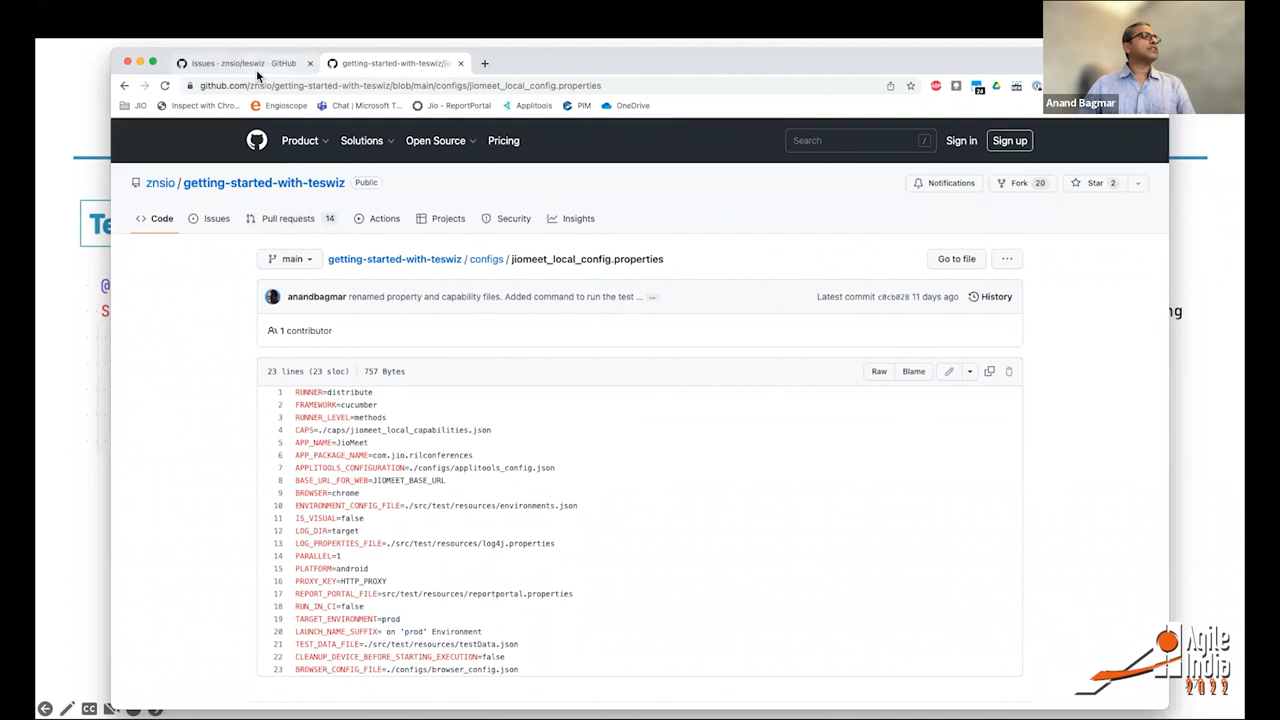 Issues · znsio/teswiz · GitHub
getting-started-with-teswiz/jio
github.com/znsio/getting-started-with-teswiz/blob/main/configs/jiomeet_local_config.properties
24
JIO
Inspect with Chro...
Engioscope
Chat | Microsoft T...
Jio - ReportPortal
Applitools
PIM
OneDrive
Anand Bagmar
Product
Solutions
Open Source
Pricing
Search
/
Sign in
Sign up
Te
znsio / getting-started-with-teswiz
Public
Notifications
Fork 20
Star 2
Code
Issues
Pull requests 14
Actions
Projects
Security
Insights
main
getting-started-with-teswiz / configs / jiomeet_local_config.properties
Go to file
...
@
S
ng
anandbagmar renamed property and capability files. Added command to run the test ... ...
Latest commit c0cb028 11 days ago
History
1 contributor
23 lines (23 sloc) 757 Bytes
Raw
Blame
1 RUNNER=distribute
2 FRAMEWORK=cucumber
3 RUNNER_LEVEL=methods
4 CAPS=./caps/jiomeet_local_capabilities.json
5 APP_NAME=JioMeet
6 APP_PACKAGE_NAME=com.jio.rilconferences
7 APPLITOOLS_CONFIGURATION=./configs/applitools_config.json
8 BASE_URL_FOR_WEB=JIOMEET_BASE_URL
9 BROWSER=chrome
10 ENVIRONMENT_CONFIG_FILE=./src/test/resources/environments.json
11 IS_VISUAL=false
12 LOG_DIR=target
13 LOG_PROPERTIES_FILE=./src/test/resources/log4j.properties
14 PARALLEL=1
15 PLATFORM=android
16 PROXY_KEY=HTTP_PROXY
17 REPORT_PORTAL_FILE=src/test/resources/reportportal.properties
18 RUN_IN_CI=false
19 TARGET_ENVIRONMENT=prod
20 LAUNCH_NAME_SUFFIX= on 'prod' Environment
21 TEST_DATA_FILE=./src/test/resources/testData.json
22 CLEANUP_DEVICE_BEFORE_STARTING_EXECUTION=false
23 BROWSER_CONFIG_FILE=./configs/browser_config.json
Agile
India
2022
CC